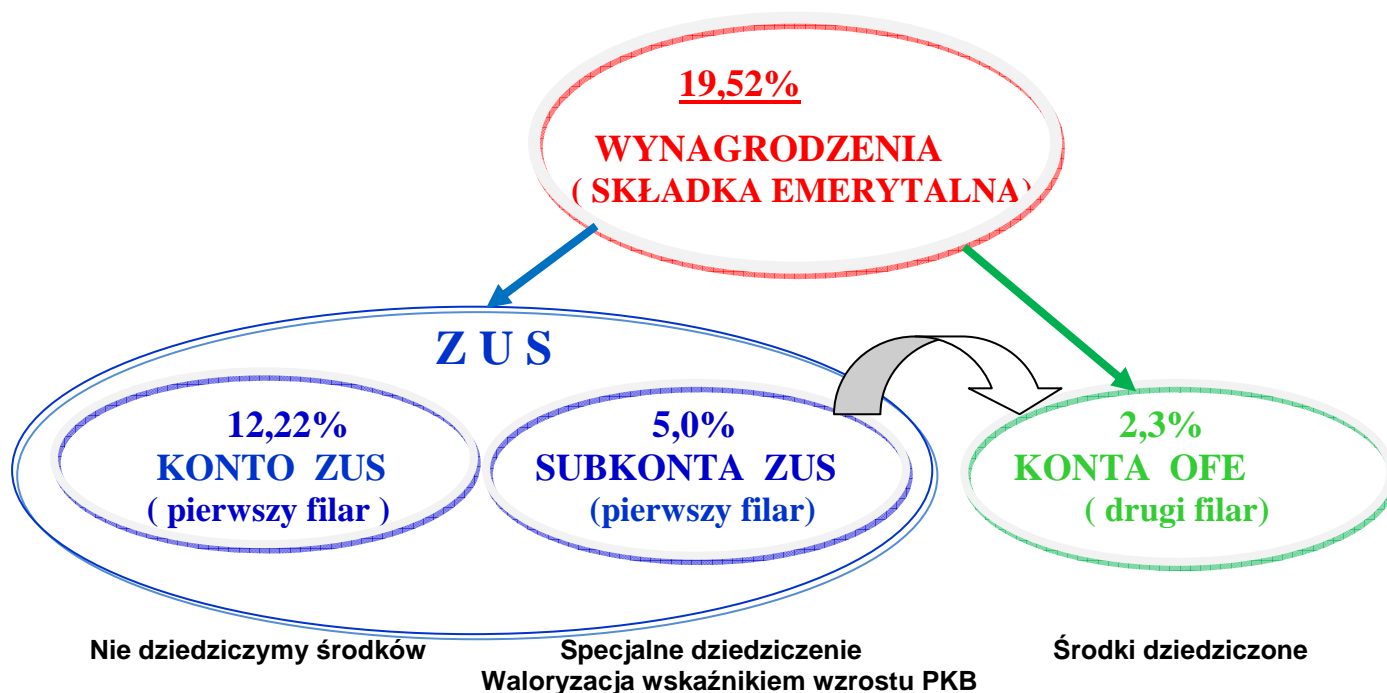 19,52%
WYNAGRODZENIA
( SKŁADKA EMERYTALNA)
Z U S
12,22%
KONTO ZUS
( pierwszy filar )
5,0%
SUBKONTA ZUS
(pierwszy filar)
2,3%
KONTA OFE
( drugi filar)
Nie dziedziczymy środków
Specjalne dziedziczenie
Waloryzacja wskaźnikiem wzrostu PKB
Środki dziedziczone